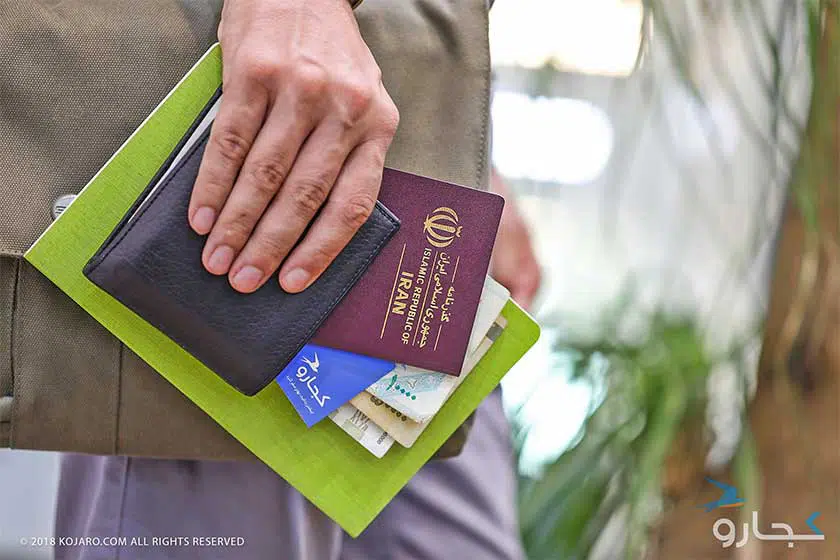 گذرنامه
جمهوری اسلامی ایران
ISLAMIC REPUBLIC OF
IRAN
کجارو
© 2018 KOJARO.COM ALL RIGHTS RESERVED
کجارو